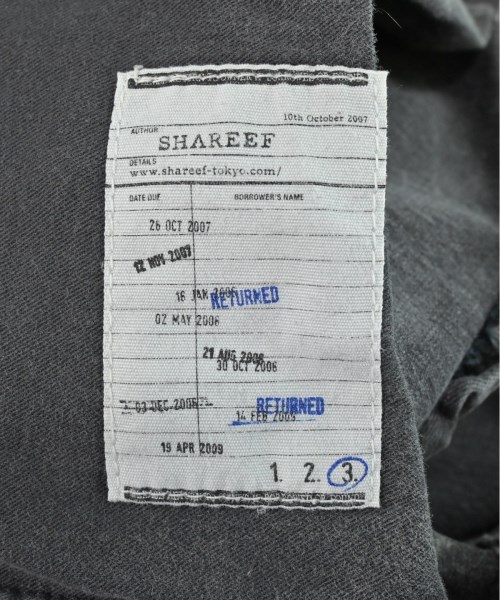 10th October 2007
AUTHOR
SHAREEF
DETAILS
www.shareef-tokyo.com/
DATE DUE BORROWER'S NAME
26 OCT 2007
12 NOV 2007
16 JAN 2008 RETURNED
02 MAY 2008
21 AUG 2008
30 OCT 2008
03 DEC 2008 RETURNED
14 FEB 2009
19 APR 2009
1. 2. 3.